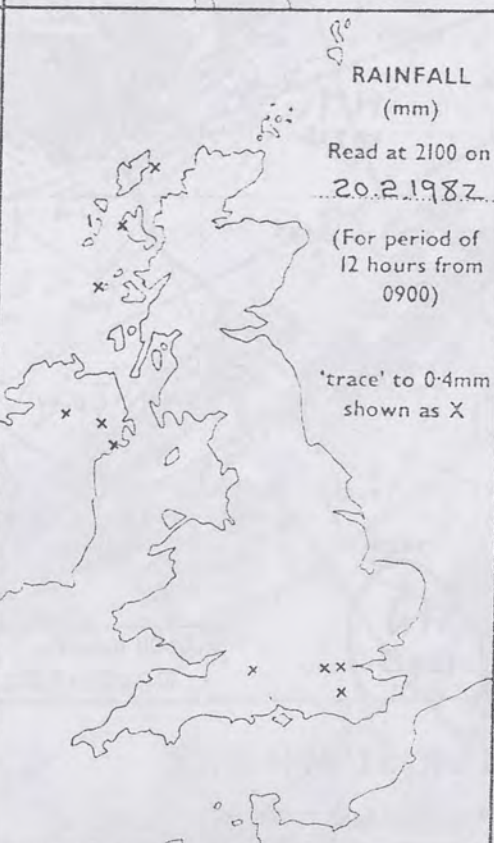 RAINFALL
(mm)
Read at 2100 on
20.2.1982
(For period of
12 hours from
0900)
'trace' to 0·4mm
shown as X
x
x
x
x
x
x
x
x
x
x